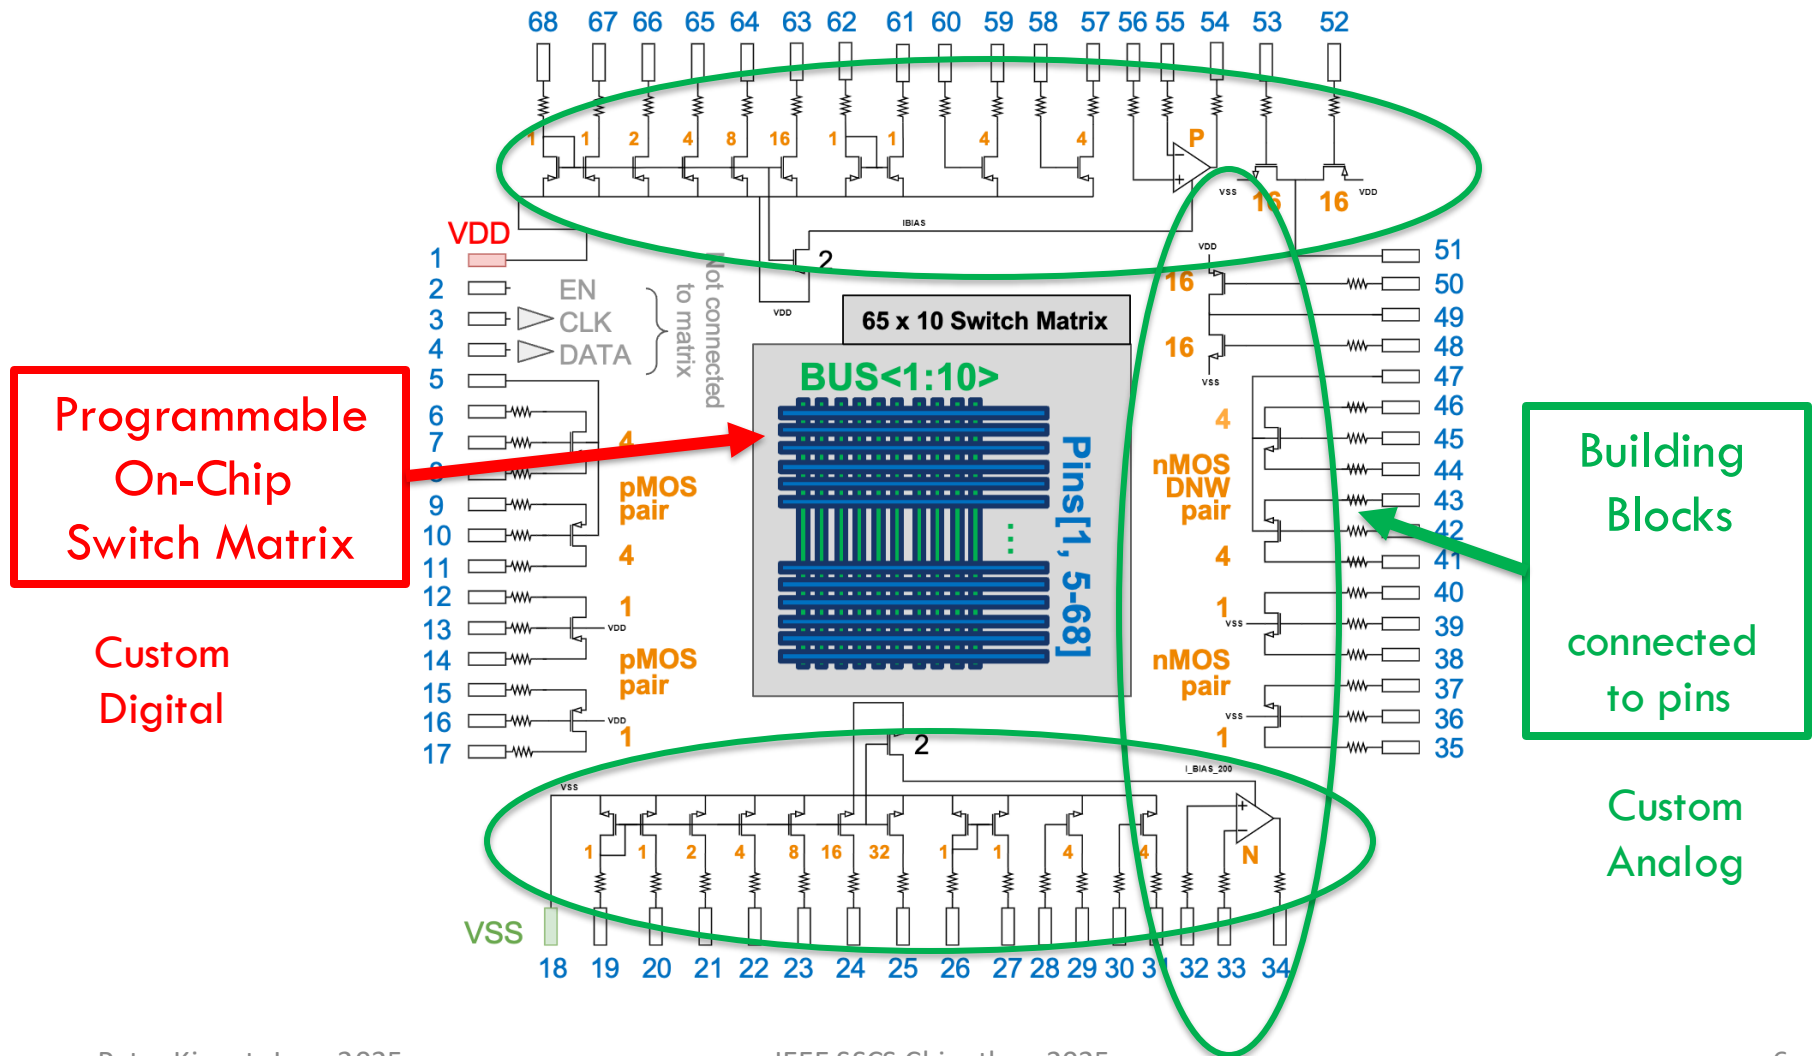 68 67 66 65 64 63 62 61 60 59 58 57 56 55 54 53 52
1 1 2 4 8 16 1 1 4 4 P
VSS 16 16 VDD
IBIAS
VDD
1
2 EN
3 CLK
4 DATA
Not connected
to matrix
2
VDD
5
6
7
8
9
10
11
12
13
14
15
16
17
4
pMOS
pair
4
1
VDD
pMOS
pair
VDD
1
65 x 10 Switch Matrix
BUS<1:10>
Pins[1, 5-68]
...
VDD
16
16
VSS
4
nMOS
DNW
pair
4
1
VSS
nMOS
pair
VSS
1
51
50
49
48
47
46
45
44
43
42
41
40
39
38
37
36
35
Programmable
On-Chip
Switch Matrix
Custom
Digital
Building
Blocks
connected
to pins
Custom
Analog
2
I_BIAS_200
VSS
1 1 2 4 8 16 32 1 1 4 4 N
VSS
18 19 20 21 22 23 24 25 26 27 28 29 30 31 32 33 34